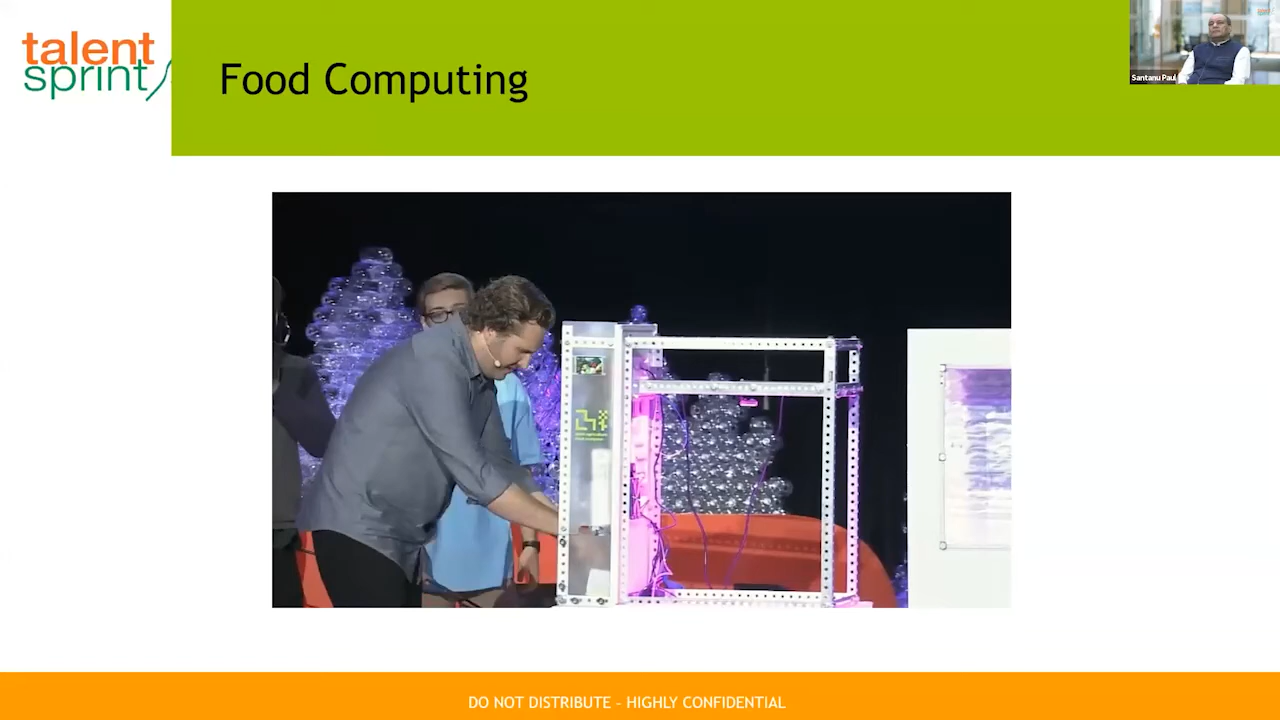 talent
sprint
Food Computing
Santanu Paul
DO NOT DISTRIBUTE - HIGHLY CONFIDENTIAL